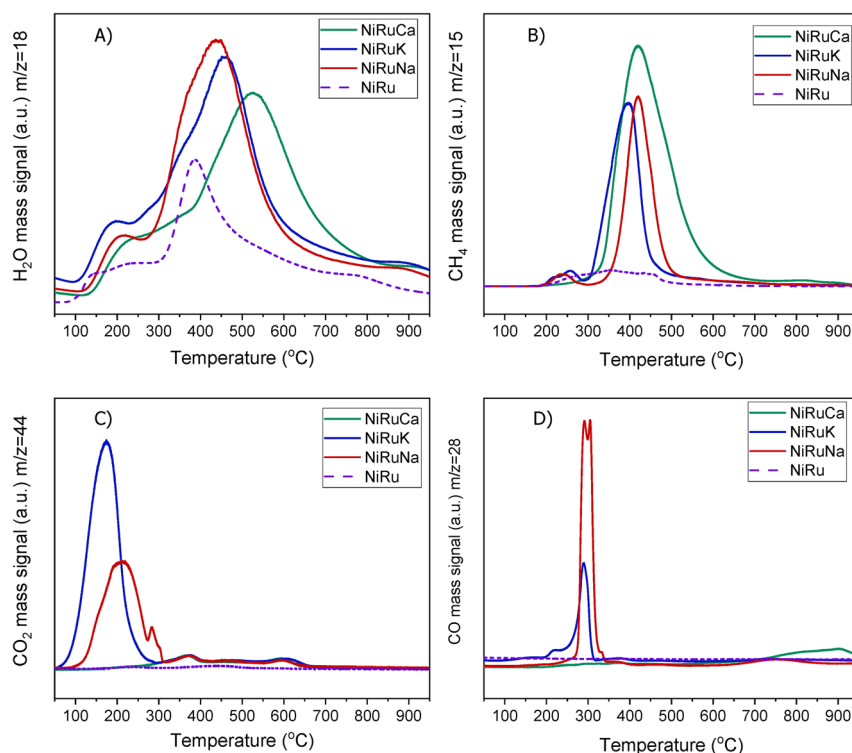 A)
NiRuCa
NiRuK
NiRuNa
NiRu
H₂O mass signal (a.u.) m/z=18
100 200 300 400 500 600 700 800 900
Temperature (°C)
B)
NiRuCa
NiRuK
NiRuNa
NiRu
CH₄ mass signal (a.u.) m/z=15
100 200 300 400 500 600 700 800 900
Temperature (°C)
C)
NiRuCa
NiRuK
NiRuNa
NiRu
CO₂ mass signal (a.u.) m/z=44
100 200 300 400 500 600 700 800 900
Temperature (°C)
D)
NiRuCa
NiRuK
NiRuNa
NiRu
CO mass signal (a.u.) m/z=28
100 200 300 400 500 600 700 800 900
Temperature (°C)